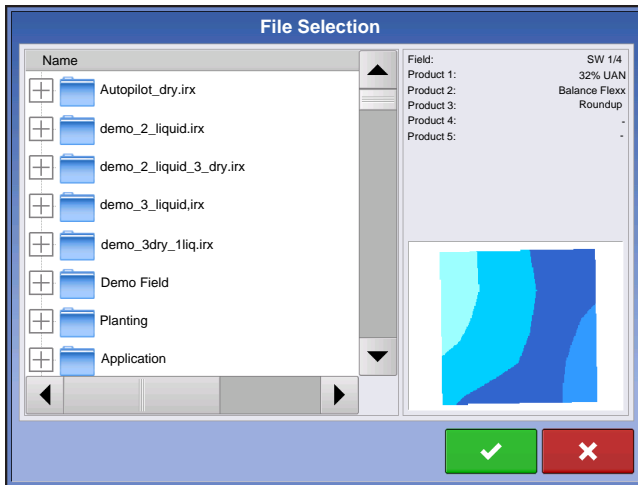 File Selection
Name
Autopilot_dry.irx
demo_2_liquid.irx
demo_2_liquid_3_dry.irx
demo_3_liquid,irx
demo_3dry_1liq.irx
Demo Field
Planting
Application
Field: SW 1/4
Product 1: 32% UAN
Product 2: Balance Flexx
Product 3: Roundup
Product 4: -
Product 5: -